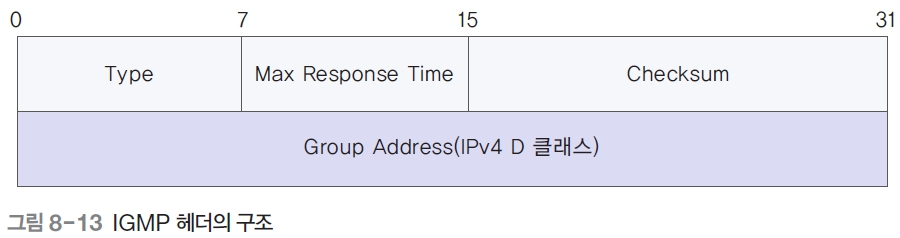 0 7 15 31
Type Max Response Time Checksum
Group Address(IPv4 D 클래스)
그림 8-13 IGMP 헤더의 구조